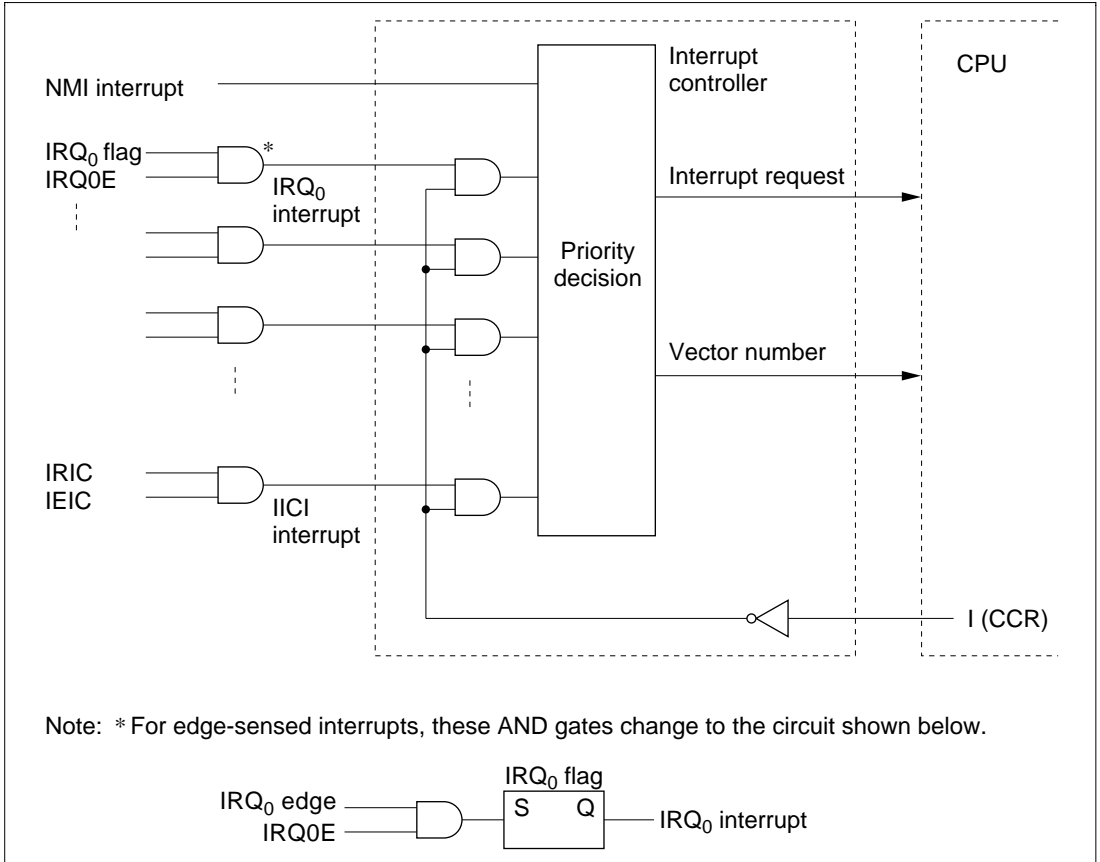 Interrupt
controller
CPU
NMI interrupt
IRQ0 flag
IRQ0E
*
IRQ0
interrupt
Interrupt request
Priority
decision
Vector number
IRIC
IEIC
IICI
interrupt
I (CCR)
Note: * For edge-sensed interrupts, these AND gates change to the circuit shown below.
IRQ0 flag
IRQ0 edge
IRQ0E
S Q
IRQ0 interrupt